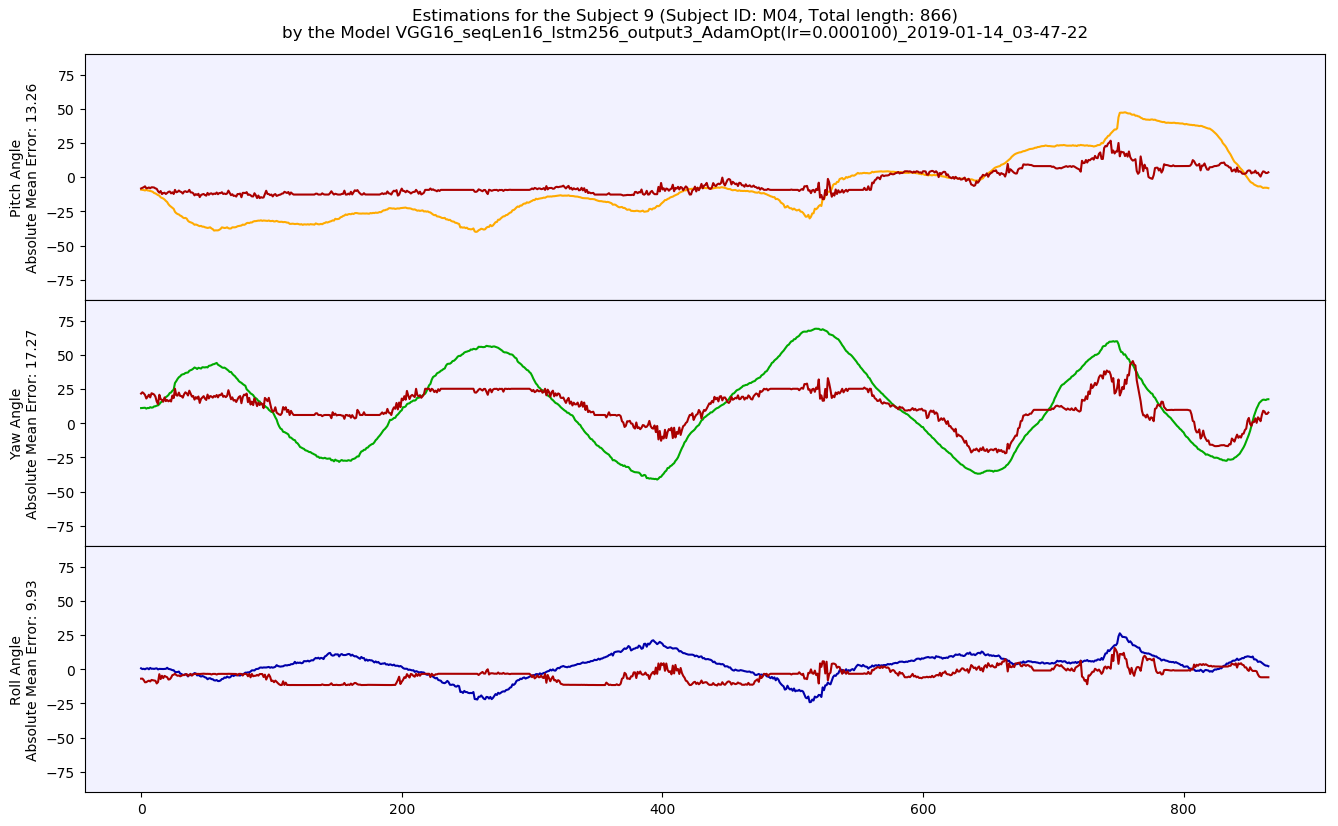 Estimations for the Subject 9 (Subject ID: M04, Total length: 866)
by the Model VGG16_seqLen16_lstm256_output3_AdamOpt(lr=0.000100)_2019-01-14_03-47-22
Pitch Angle
Absolute Mean Error: 13.26
75
50
25
0
−25
−50
−75
Yaw Angle
Absolute Mean Error: 17.27
75
50
25
0
−25
−50
−75
Roll Angle
Absolute Mean Error: 9.93
75
50
25
0
−25
−50
−75
0 200 400 600 800